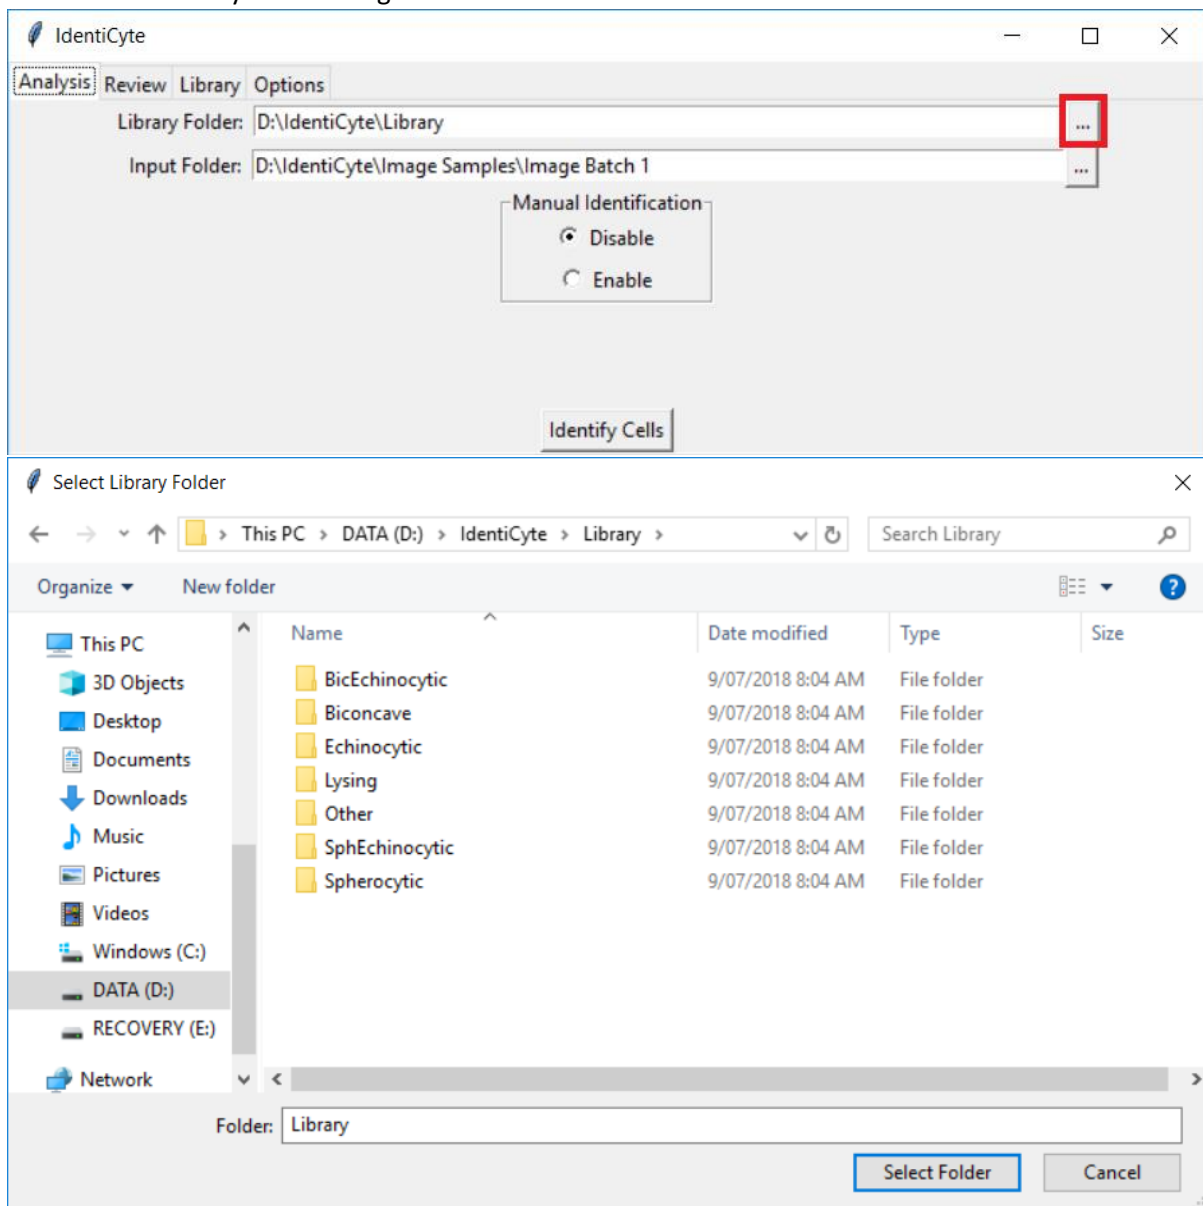 IdentiCyte
Analysis Review Library Options
Library Folder: D:\IdentiCyte\Library ...
Input Folder: D:\IdentiCyte\Image Samples\Image Batch 1 ...
Manual Identification
Disable
Enable
Identify Cells
Select Library Folder
This PC > DATA (D:) > IdentiCyte > Library > Search Library
Organize New folder ?
Name Date modified Type Size
This PC
3D Objects
Desktop
Documents
Downloads
Music
Pictures
Videos
Windows (C:)
DATA (D:)
RECOVERY (E:)
Network
BicEchinocytic 9/07/2018 8:04 AM File folder
Biconcave 9/07/2018 8:04 AM File folder
Echinocytic 9/07/2018 8:04 AM File folder
Lysing 9/07/2018 8:04 AM File folder
Other 9/07/2018 8:04 AM File folder
SphEchinocytic 9/07/2018 8:04 AM File folder
Spherocytic 9/07/2018 8:04 AM File folder
Folder: Library
Select Folder Cancel